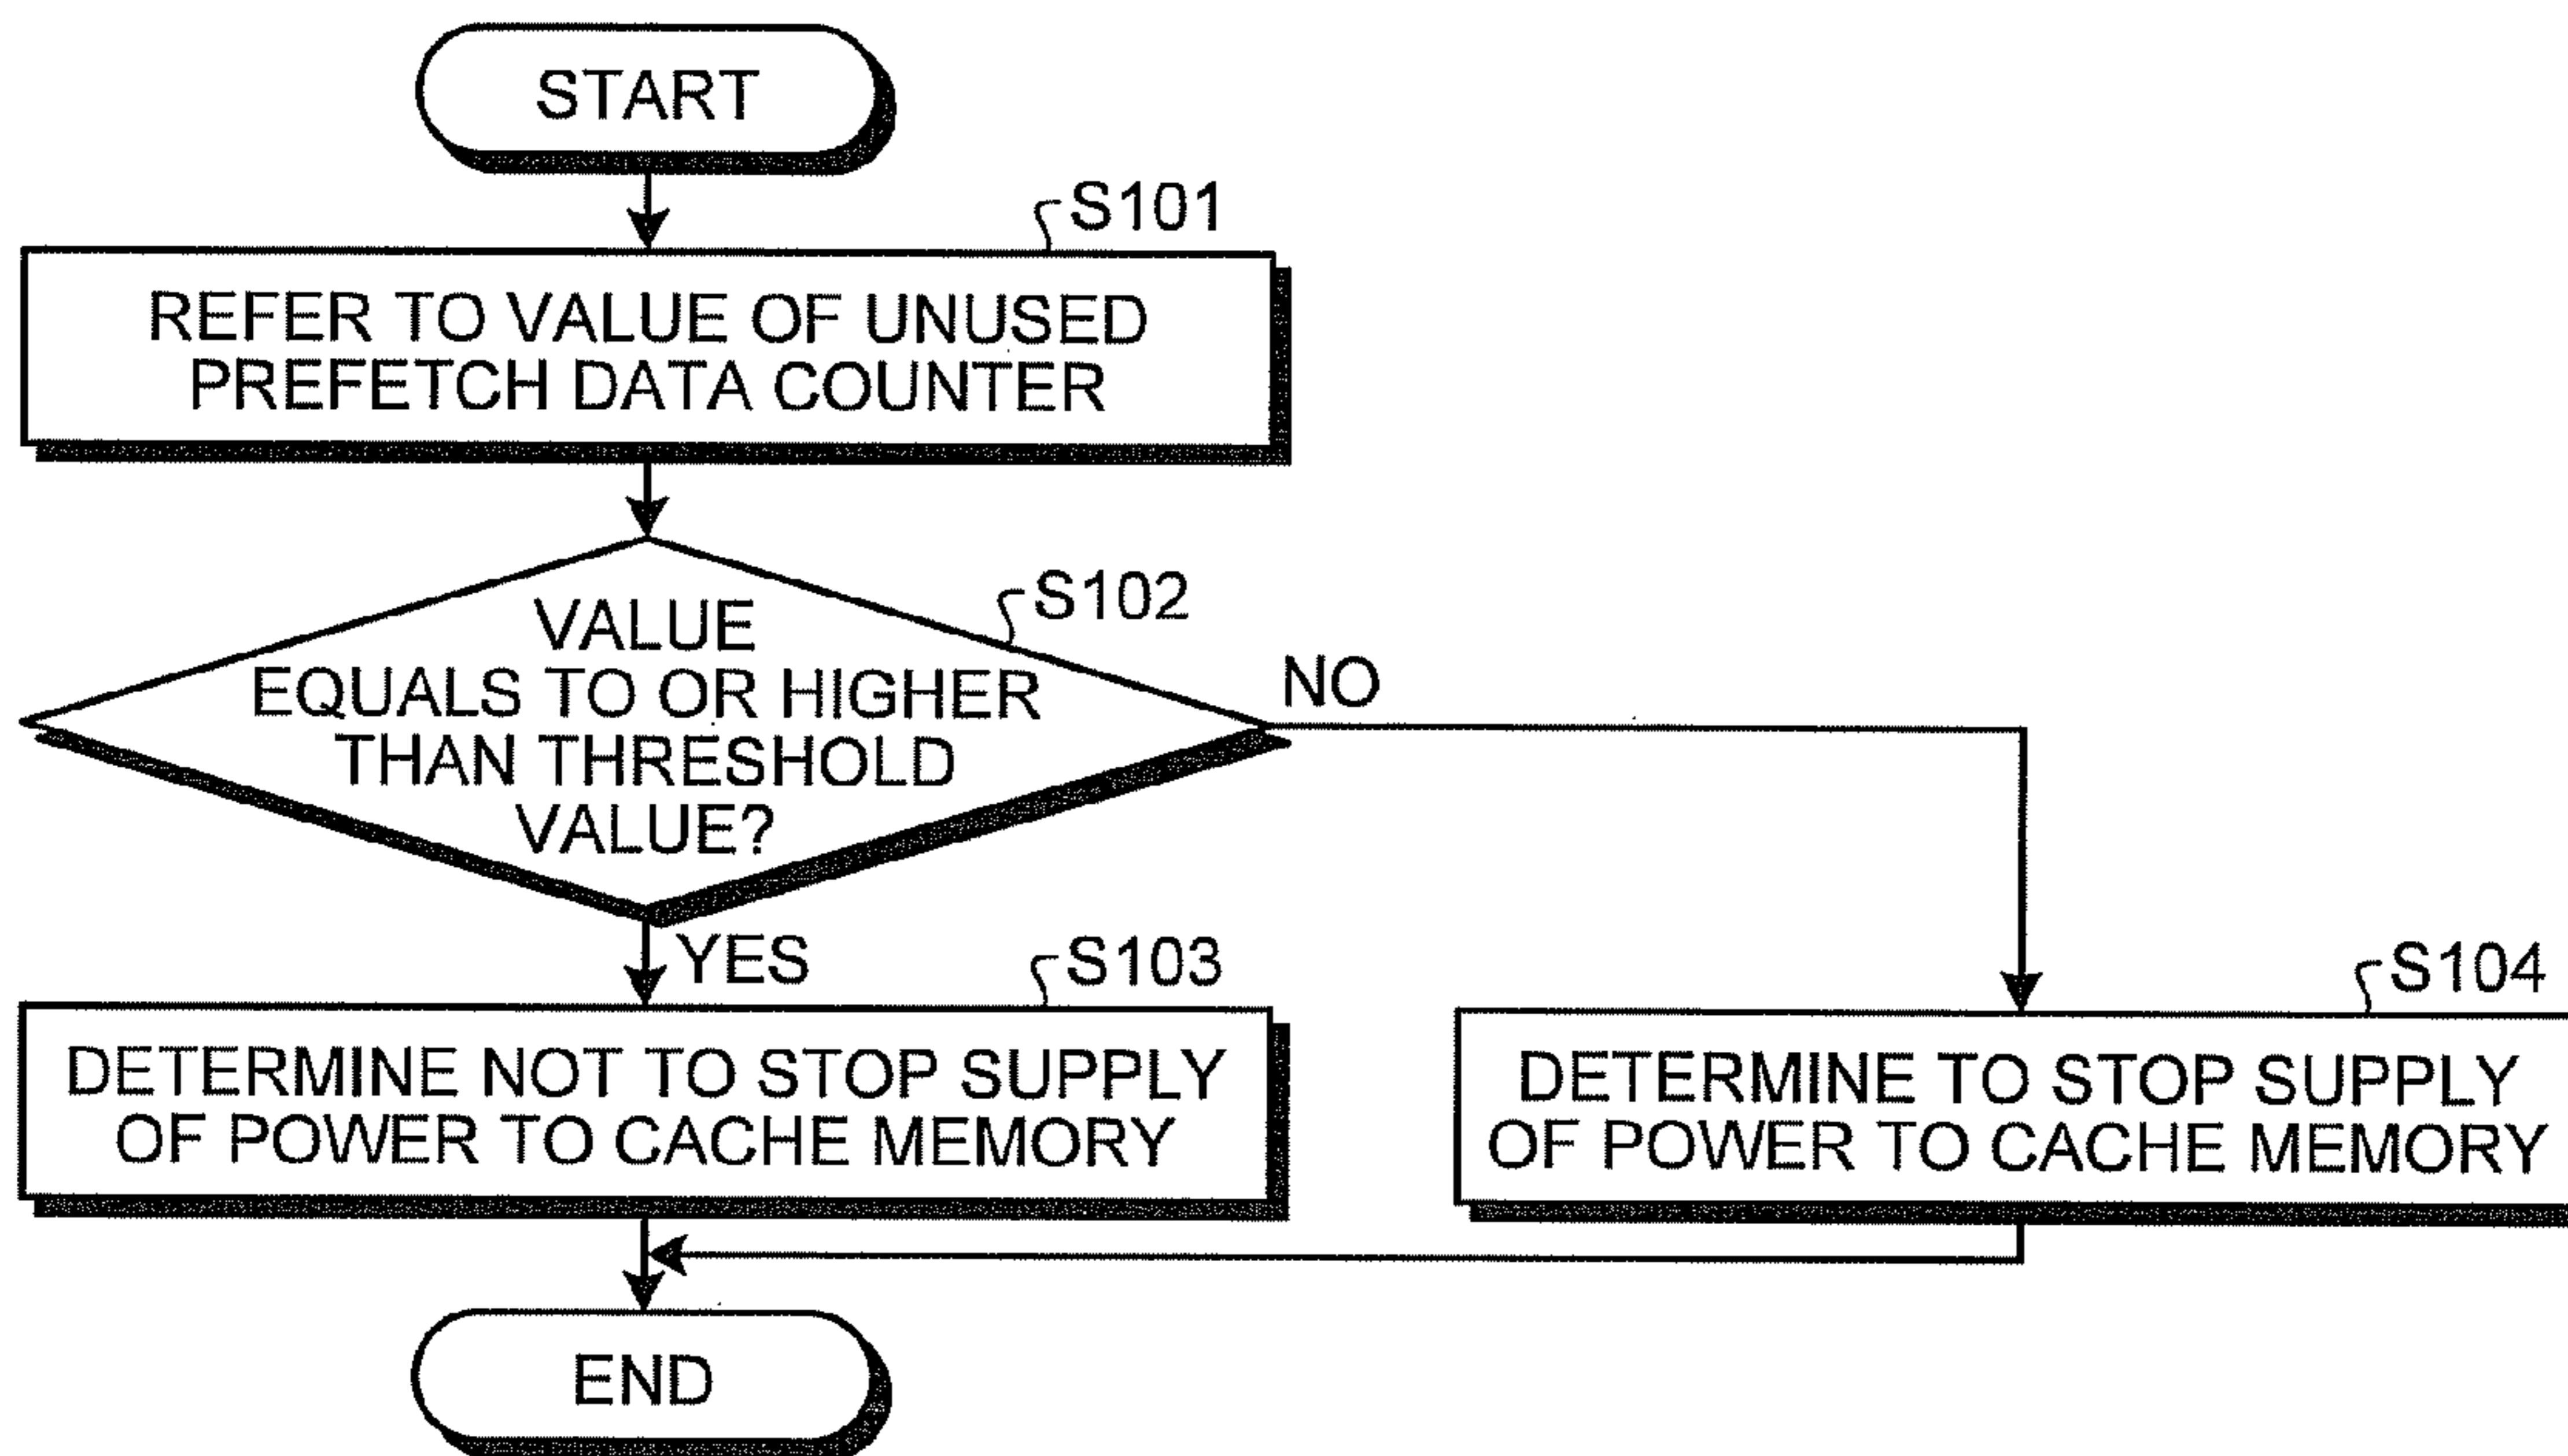 START
S101
REFER TO VALUE OF UNUSED
PREFETCH DATA COUNTER
S102
VALUE
EQUALS TO OR HIGHER
THAN THRESHOLD
VALUE?
NO
YES
S103
DETERMINE NOT TO STOP SUPPLY
OF POWER TO CACHE MEMORY
S104
DETERMINE TO STOP SUPPLY
OF POWER TO CACHE MEMORY
END